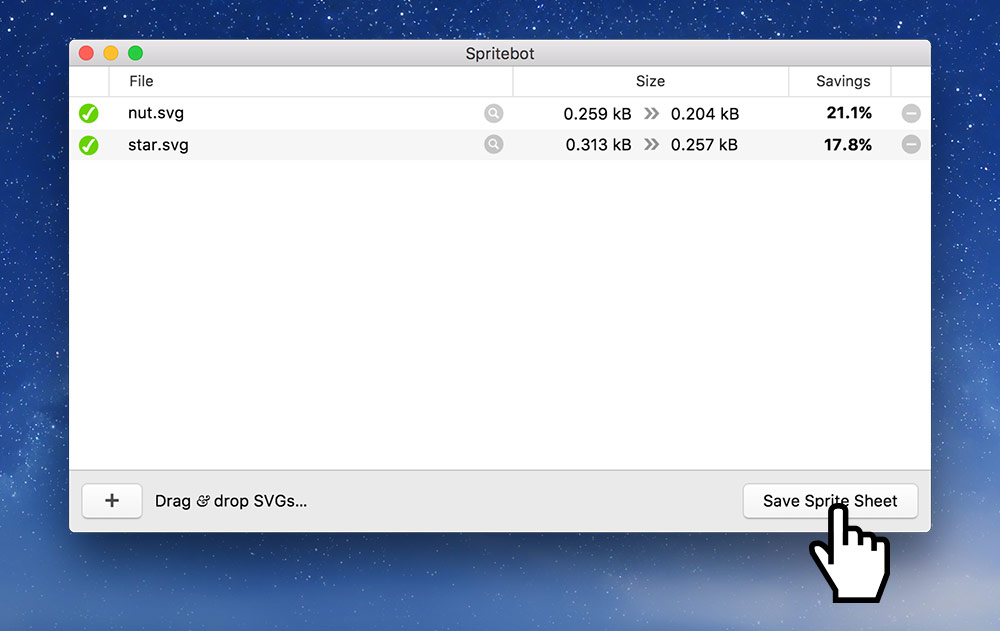 Spritebot
File Size Savings
nut.svg 0.259 kB » 0.204 kB 21.1%
star.svg 0.313 kB » 0.257 kB 17.8%
+ Drag & drop SVGs... Save Sprite Sheet